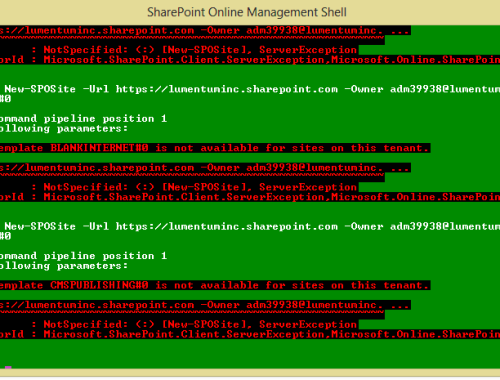 SharePoint Online Management Shell
s://lumentuminc.sharepoint.com -Owner adm39938@lumentuminc. ...
~~~~~~~~~~~~~~~~~~~~~~~~~~~~~~~~~~~~~~~~~~~~~~~~~~~~~~~~~~~~~~~
: NotSpecified: (:) [New-SPOSite], ServerException
orld : Microsoft.SharePoint.Client.ServerException,Microsoft.Online.SharePoin
New-SPOSite -Url https://lumentuminc.sharepoint.com -Owner adm39938@lumentum
#0
ommand pipeline position 1
ollowing parameters:
emplate BLANKINTERNET#0 is not available for sites on this tenant.
s://lumentuminc.sharepoint.com -Owner adm39938@lumentuminc. ...
~~~~~~~~~~~~~~~~~~~~~~~~~~~~~~~~~~~~~~~~~~~~~~~~~~~~~~~~~~~~~~~
: NotSpecified: (:) [New-SPOSite], ServerException
orld : Microsoft.SharePoint.Client.ServerException,Microsoft.Online.SharePoin
New-SPOSite -Url https://lumentuminc.sharepoint.com -Owner adm39938@lumentum
#0
ommand pipeline position 1
ollowing parameters:
emplate CMSPUBLISHING#0 is not available for sites on this tenant.
s://lumentuminc.sharepoint.com -Owner adm39938@lumentuminc. ...
~~~~~~~~~~~~~~~~~~~~~~~~~~~~~~~~~~~~~~~~~~~~~~~~~~~~~~~~~~~~~~~
: NotSpecified: (:) [New-SPOSite], ServerException
orld : Microsoft.SharePoint.Client.ServerException,Microsoft.Online.SharePoin